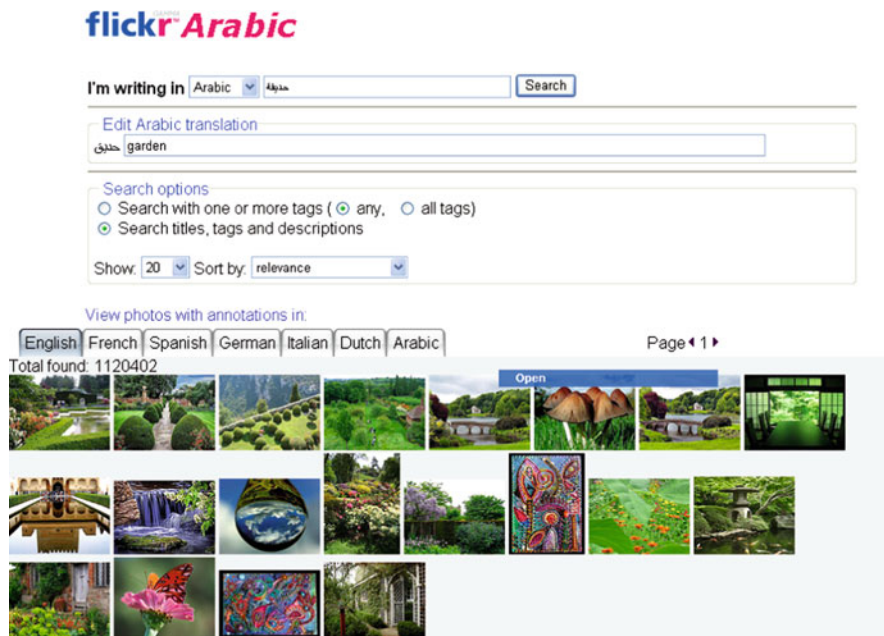 flickr Arabic
I'm writing in Arabic حديقة Search
Edit Arabic translation
حديق garden
Search options
Search with one or more tags ( any, all tags)
Search titles, tags and descriptions
Show: 20 Sort by: relevance
View photos with annotations in:
English French Spanish German Italian Dutch Arabic Page 1
Total found: 1120402
Open